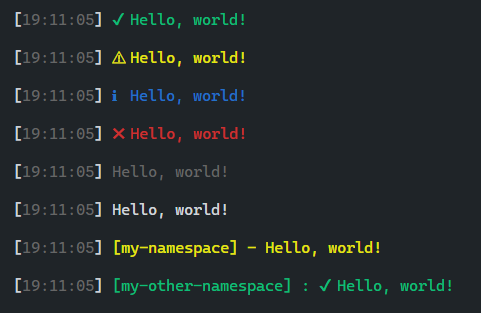 [19:11:05] ✔ Hello, world!
[19:11:05] ⚠ Hello, world!
[19:11:05] ℹ Hello, world!
[19:11:05] ✖ Hello, world!
[19:11:05] Hello, world!
[19:11:05] Hello, world!
[19:11:05] [my-namespace] - Hello, world!
[19:11:05] [my-other-namespace] : ✔ Hello, world!